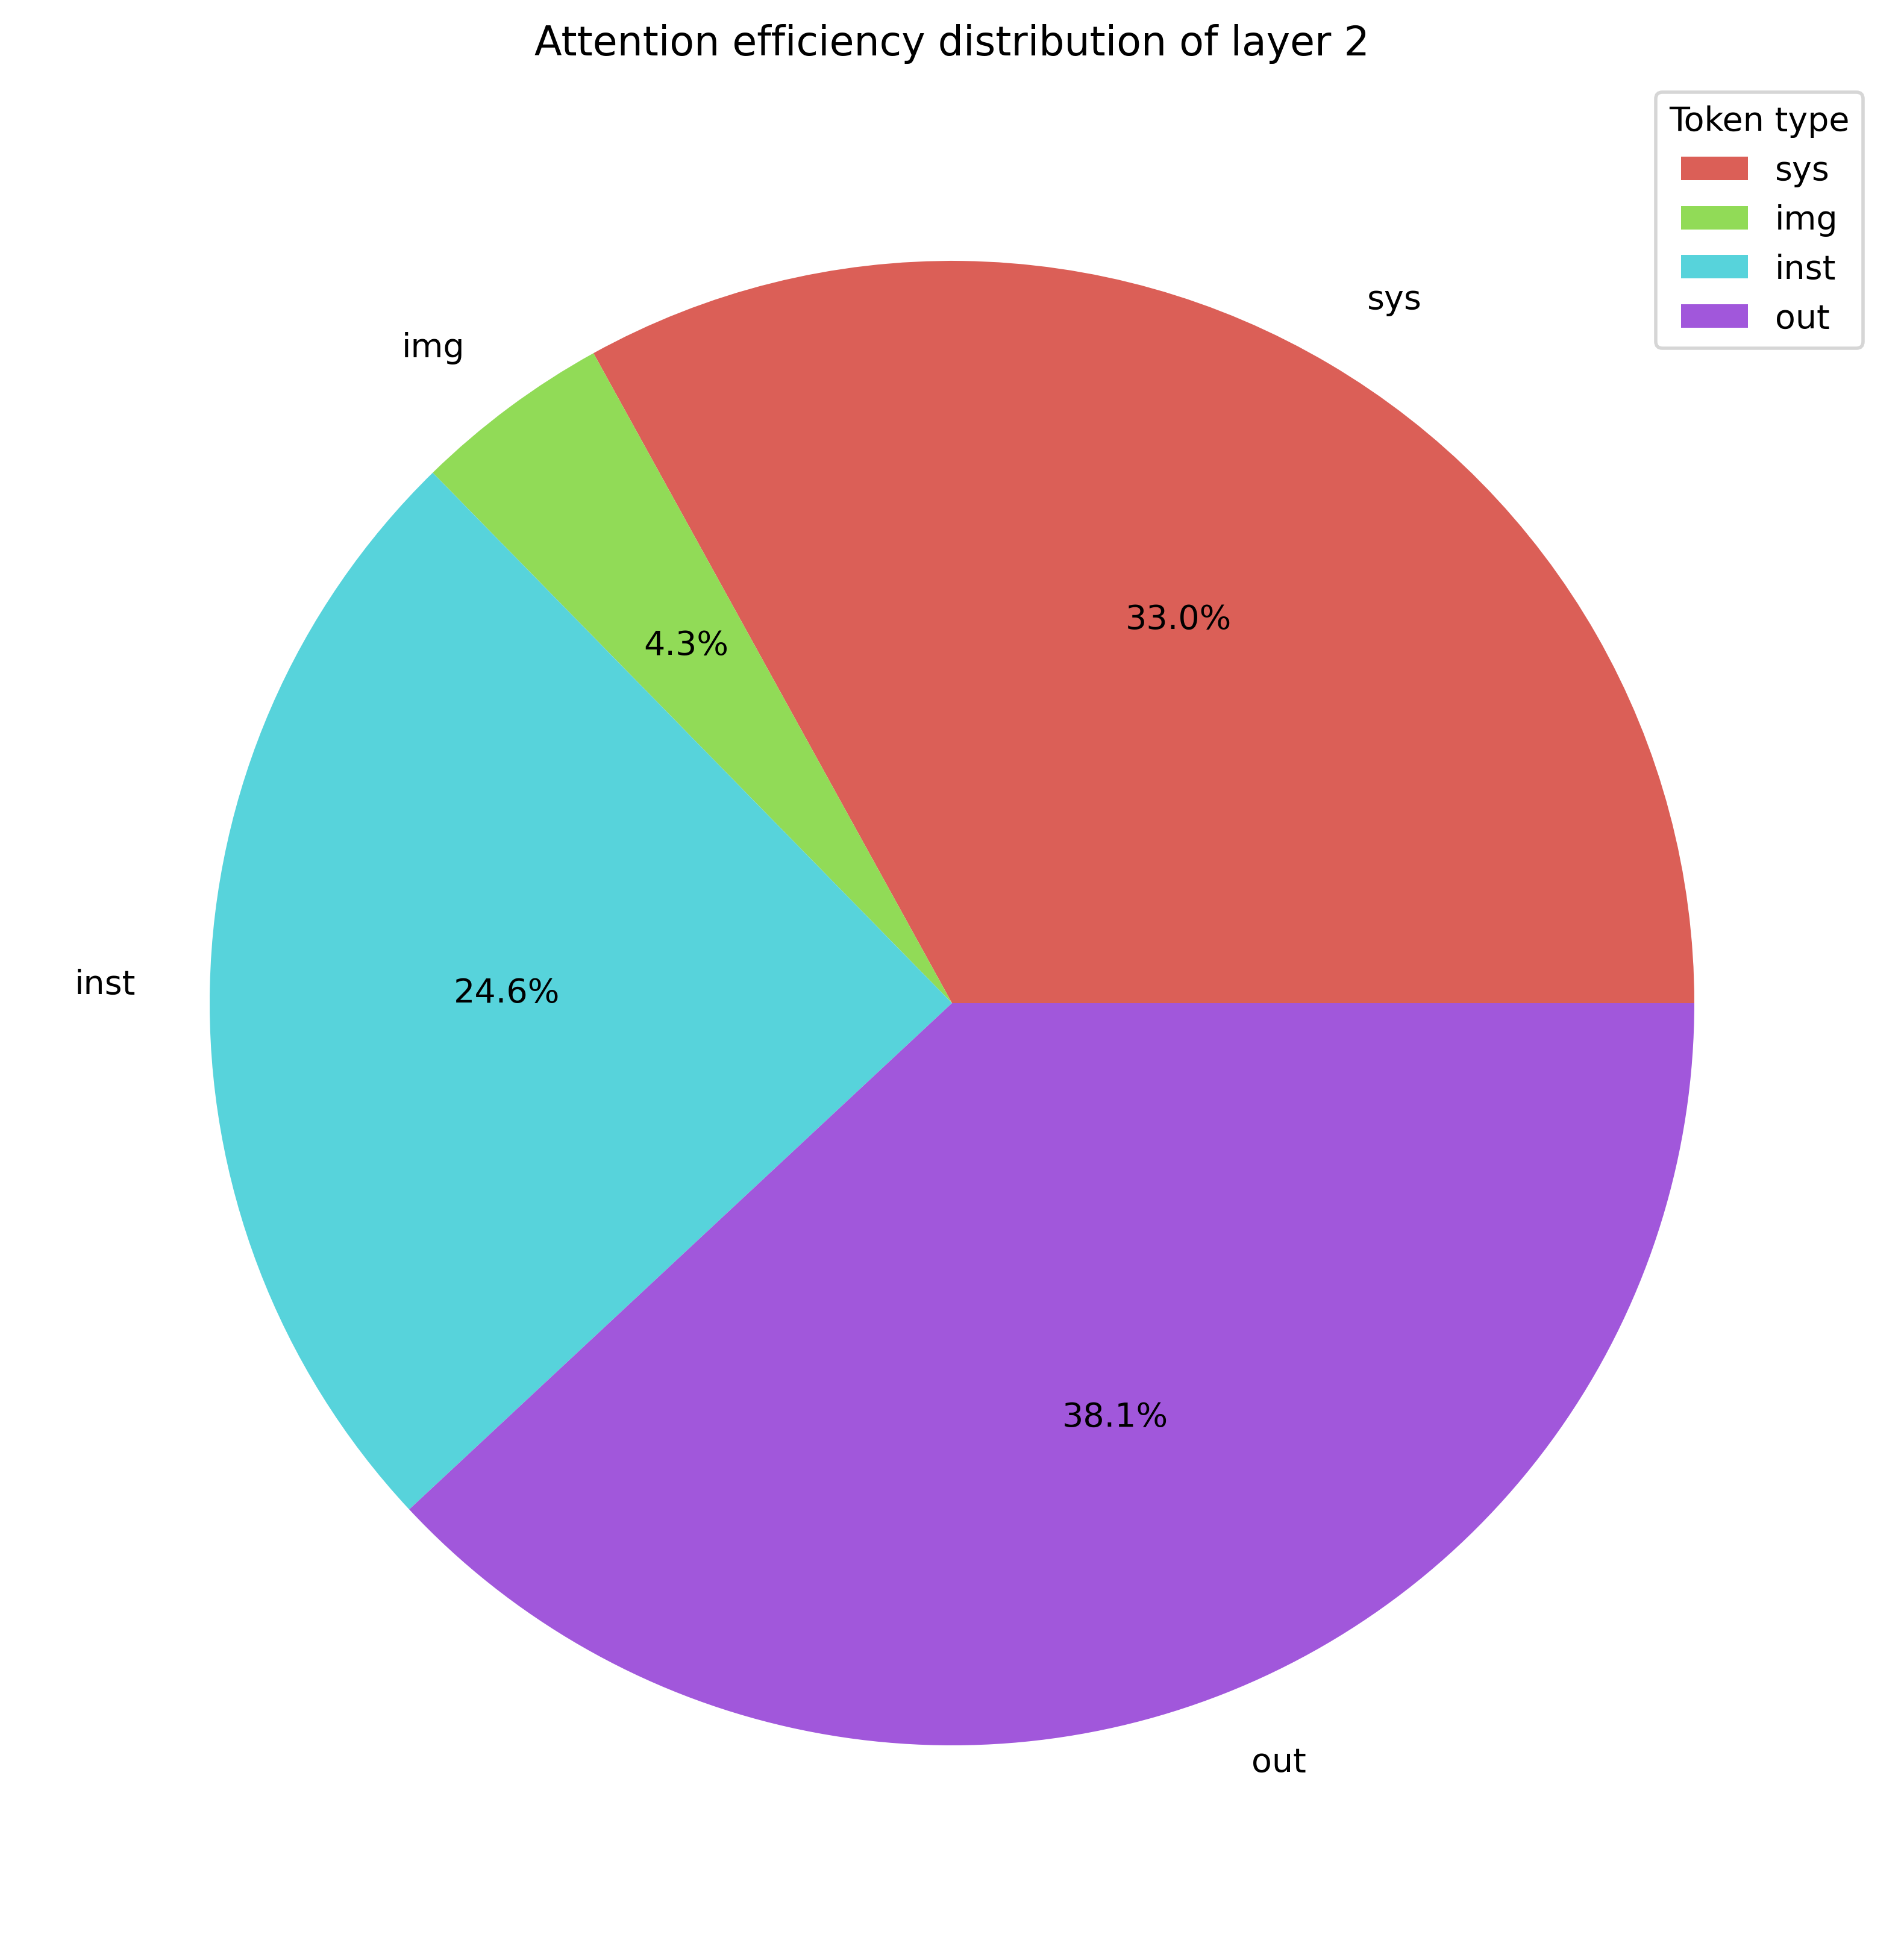 Attention efficiency distribution of layer 2
Token type
sys
img
inst
out
sys
img
33.0%
4.3%
inst
24.6%
38.1%
out